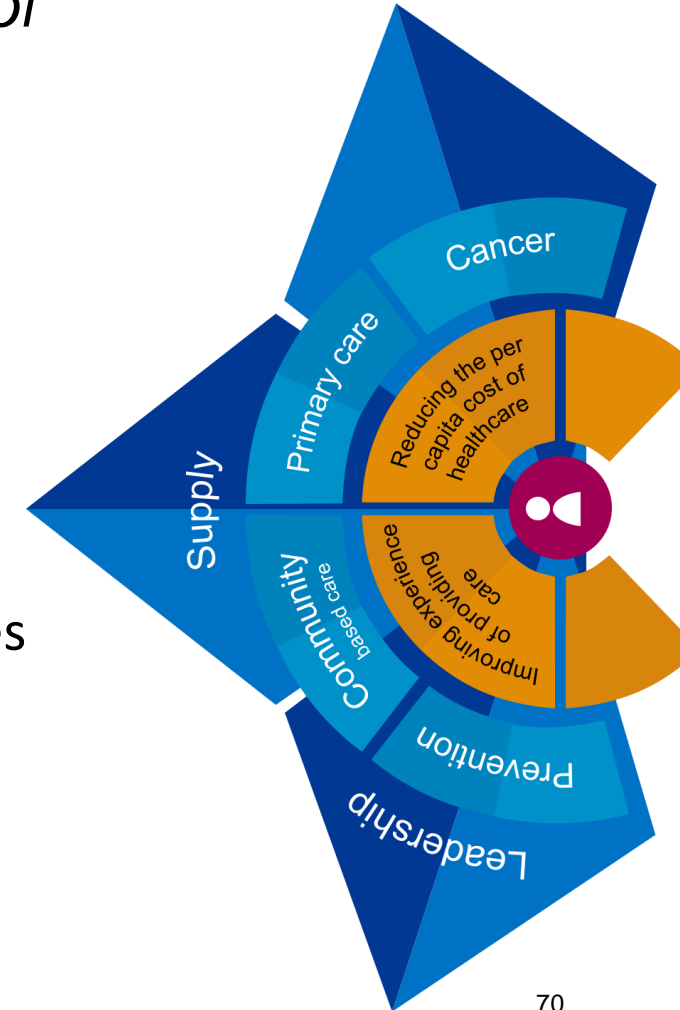 Cancer
Primary care
Reducing the per
capita cost of
healthcare
Supply
Community
based care
Improving experience
of providing
care
Prevention
Leadership
70